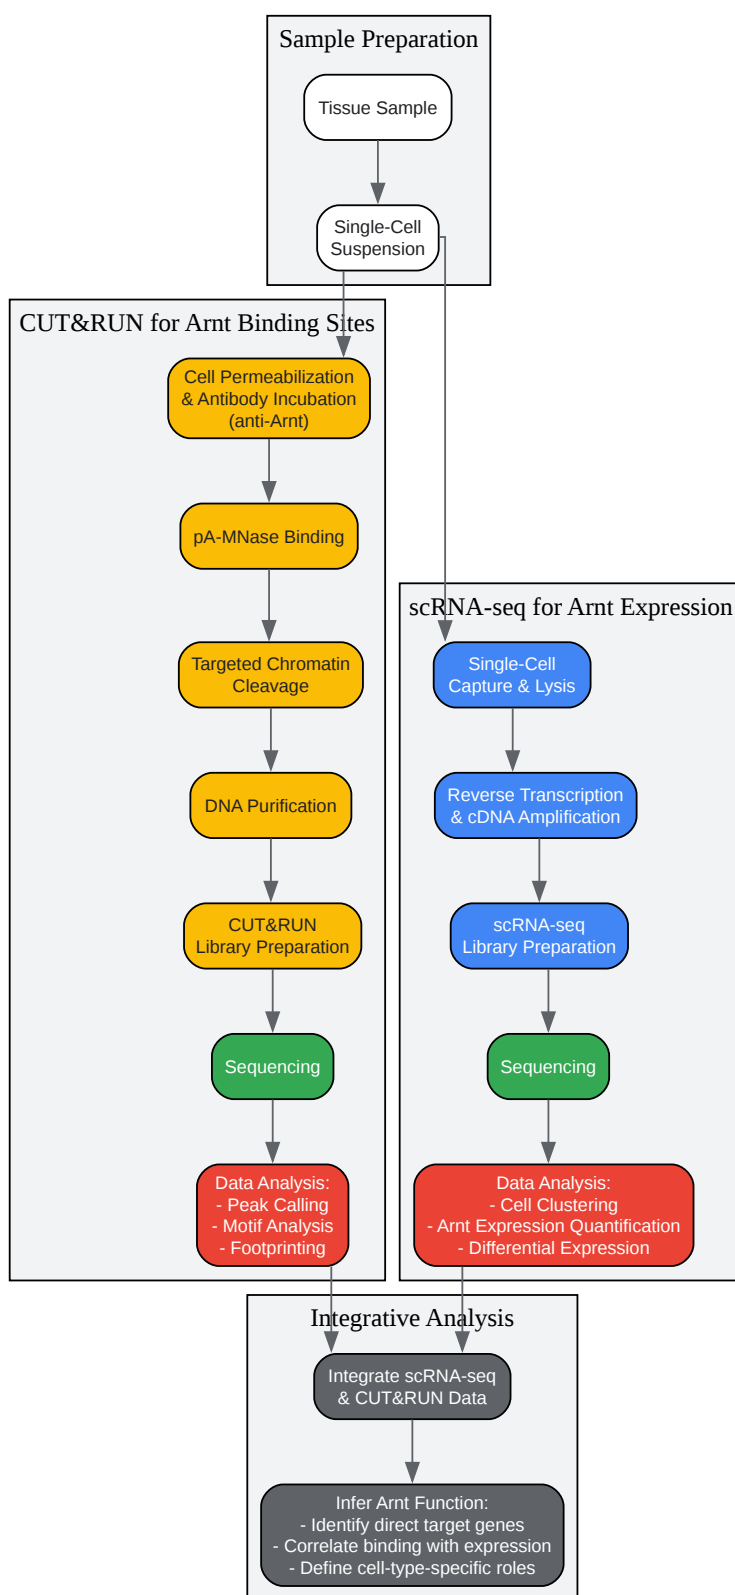 Sample Preparation
Tissue Sample
Single-Cell
Suspension
CUT&RUN for Arnt Binding Sites
Cell Permeabilization
& Antibody Incubation
(anti-Arnt)
pA-MNase Binding
Targeted Chromatin
Cleavage
DNA Purification
CUT&RUN
Library Preparation
Sequencing
Data Analysis:
- Peak Calling
- Motif Analysis
- Footprinting
scRNA-seq for Arnt Expression
Single-Cell
Capture & Lysis
Reverse Transcription
& cDNA Amplification
scRNA-seq
Library Preparation
Sequencing
Data Analysis:
- Cell Clustering
- Arnt Expression Quantification
- Differential Expression
Integrative Analysis
Integrate scRNA-seq
& CUT&RUN Data
Infer Arnt Function:
- Identify direct target genes
- Correlate binding with expression
- Define cell-type-specific roles